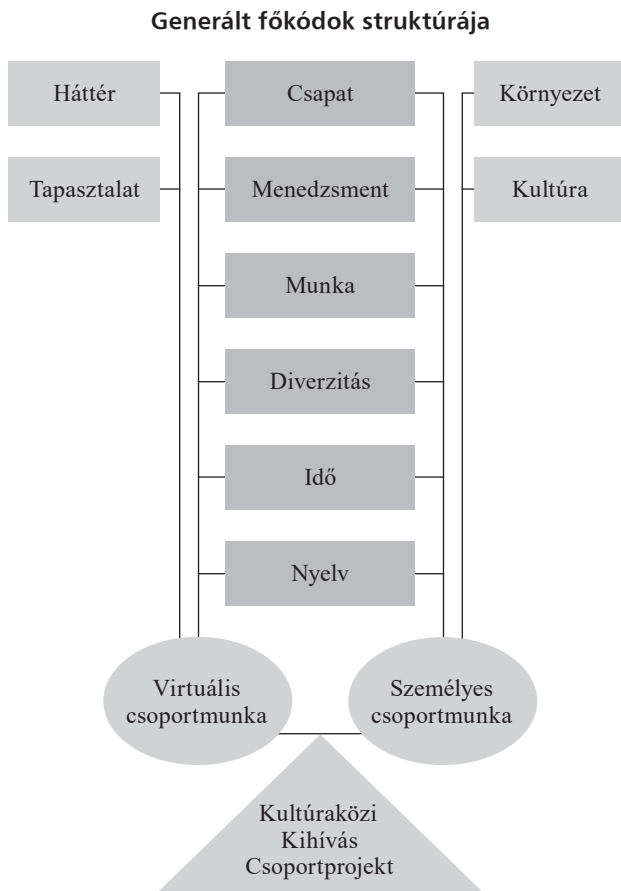 Generált főkódok struktúrája
Háttér
Csapat
Környezet
Tapasztalat
Menedzsment
Kultúra
Munka
Diverzitás
Idő
Nyelv
Virtuális
csoportmunka
Személyes
csoportmunka
Kultúraközi
Kihívás
Csoportprojekt